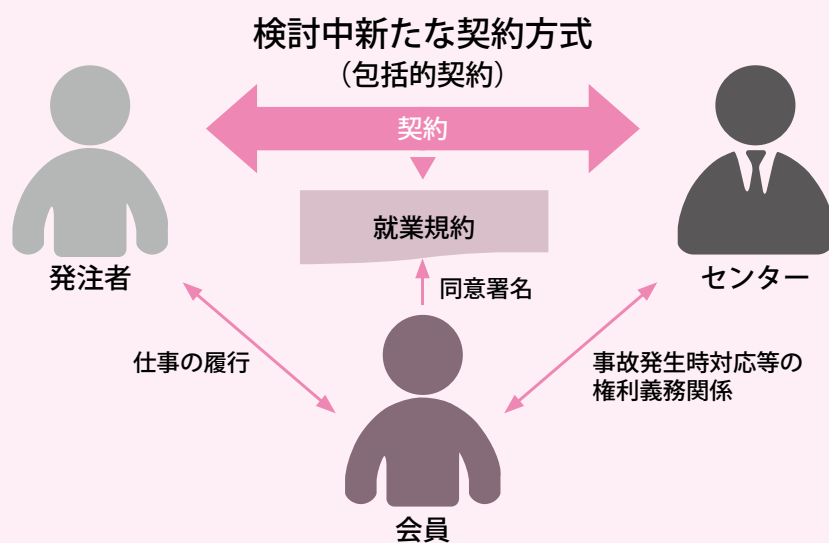 検討中新たな契約方式
（包括的契約）
契約
就業規約
発注者
センター
同意署名
仕事の履行
事故発生時対応等の
権利義務関係
会員